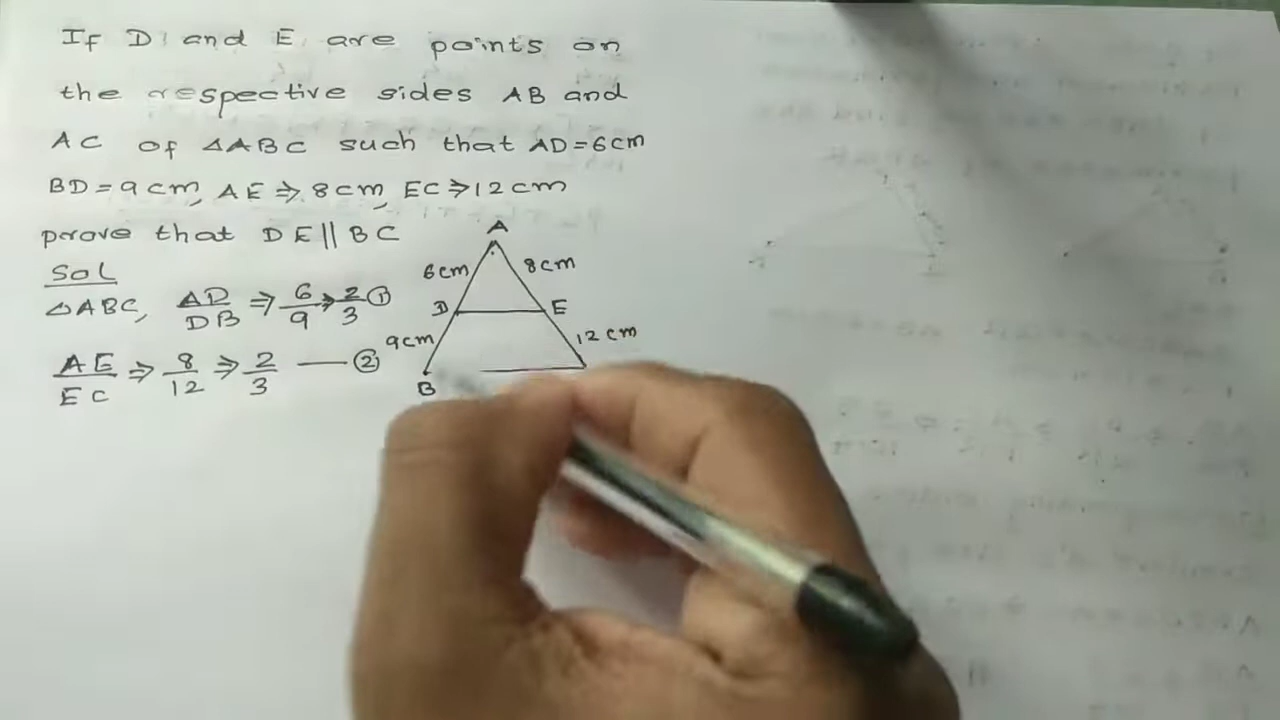 If D and E are points on
the respective sides AB and
AC of △ABC such that AD=6cm
BD=9cm, AE⇒8cm, EC⇒12cm
prove that DE || BC
Sol
△ABC, AD/DB ⇒ 6/9 ⇒ 2/3 ①
AE/EC ⇒ 8/12 ⇒ 2/3 — ②
A
6cm
8cm
D
E
9cm
12cm
B